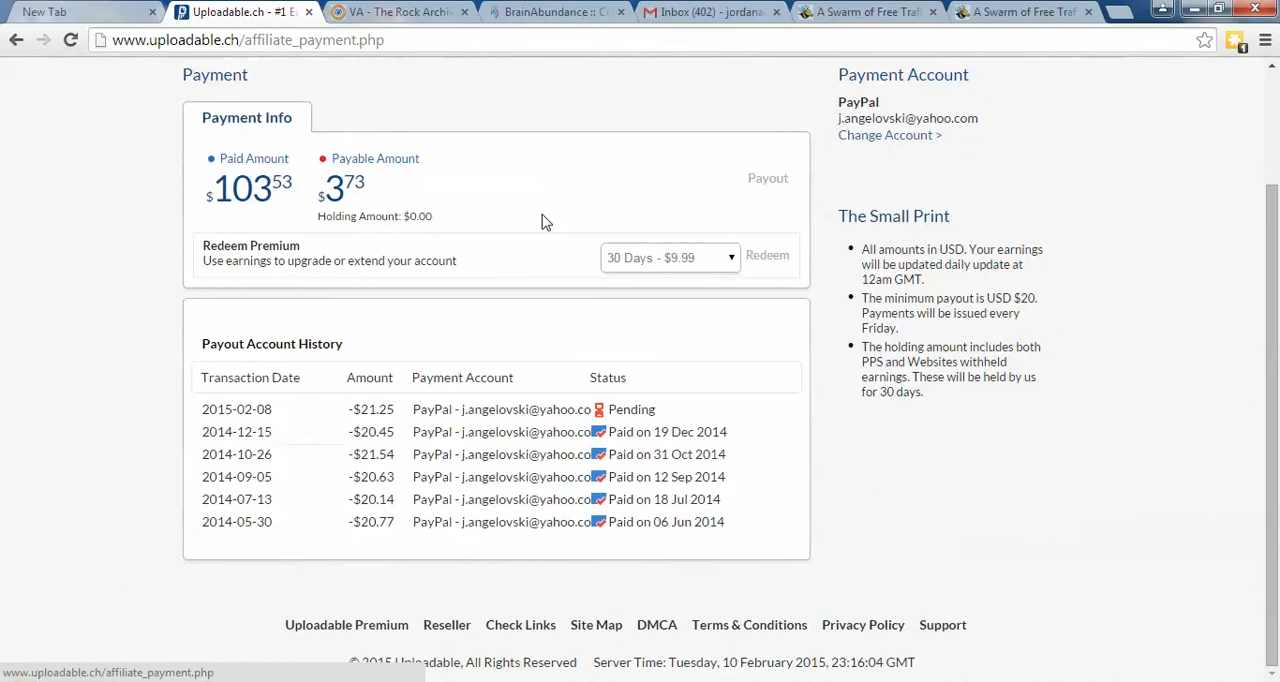 New Tab
Uploadable.ch - #1 E
VA - The Rock Archi
BrainAbundance :: C
Inbox (402) - jordana
A Swarm of Free Traf
A Swarm of Free Traf
www.uploadable.ch/affiliate_payment.php
1
Payment
Payment Info
Paid Amount
Payable Amount
$103 53
$3 73
Holding Amount: $0.00
Payout
Redeem Premium
Use earnings to upgrade or extend your account
30 Days - $9.99
Redeem
Payout Account History
Transaction Date Amount Payment Account Status
2015-02-08 -$21.25 PayPal - j.angelovski@yahoo.co Pending
2014-12-15 -$20.45 PayPal - j.angelovski@yahoo.co Paid on 19 Dec 2014
2014-10-26 -$21.54 PayPal - j.angelovski@yahoo.co Paid on 31 Oct 2014
2014-09-05 -$20.63 PayPal - j.angelovski@yahoo.co Paid on 12 Sep 2014
2014-07-13 -$20.14 PayPal - j.angelovski@yahoo.co Paid on 18 Jul 2014
2014-05-30 -$20.77 PayPal - j.angelovski@yahoo.co Paid on 06 Jun 2014
Payment Account
PayPal
j.angelovski@yahoo.com
Change Account >
The Small Print
All amounts in USD. Your earnings
will be updated daily update at
12am GMT.
The minimum payout is USD $20.
Payments will be issued every
Friday.
The holding amount includes both
PPS and Websites withheld
earnings. These will be held by us
for 30 days.
Uploadable Premium Reseller Check Links Site Map DMCA Terms & Conditions Privacy Policy Support
© 2015 Uploadable, All Rights Reserved Server Time: Tuesday, 10 February 2015, 23:16:04 GMT
www.uploadable.ch/affiliate_payment.php